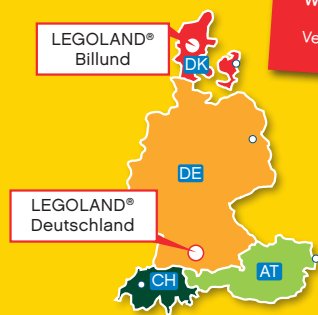 LEGOLAND®
Billund
DK
DE
LEGOLAND®
Deutschland
CH
AT